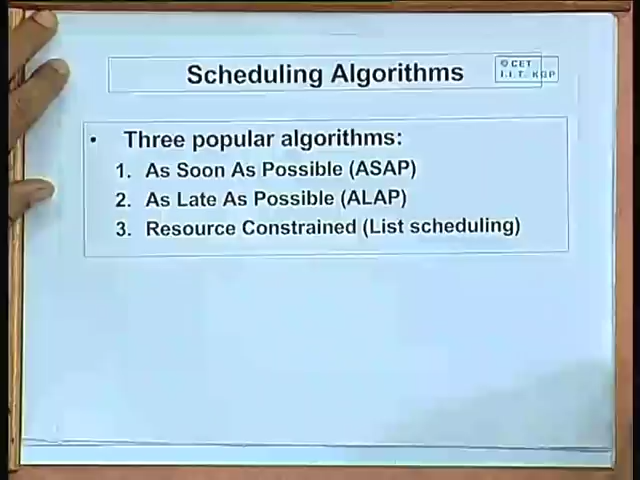 Scheduling Algorithms
© CET
I.I.T. KGP
• Three popular algorithms:
1. As Soon As Possible (ASAP)
2. As Late As Possible (ALAP)
3. Resource Constrained (List scheduling)